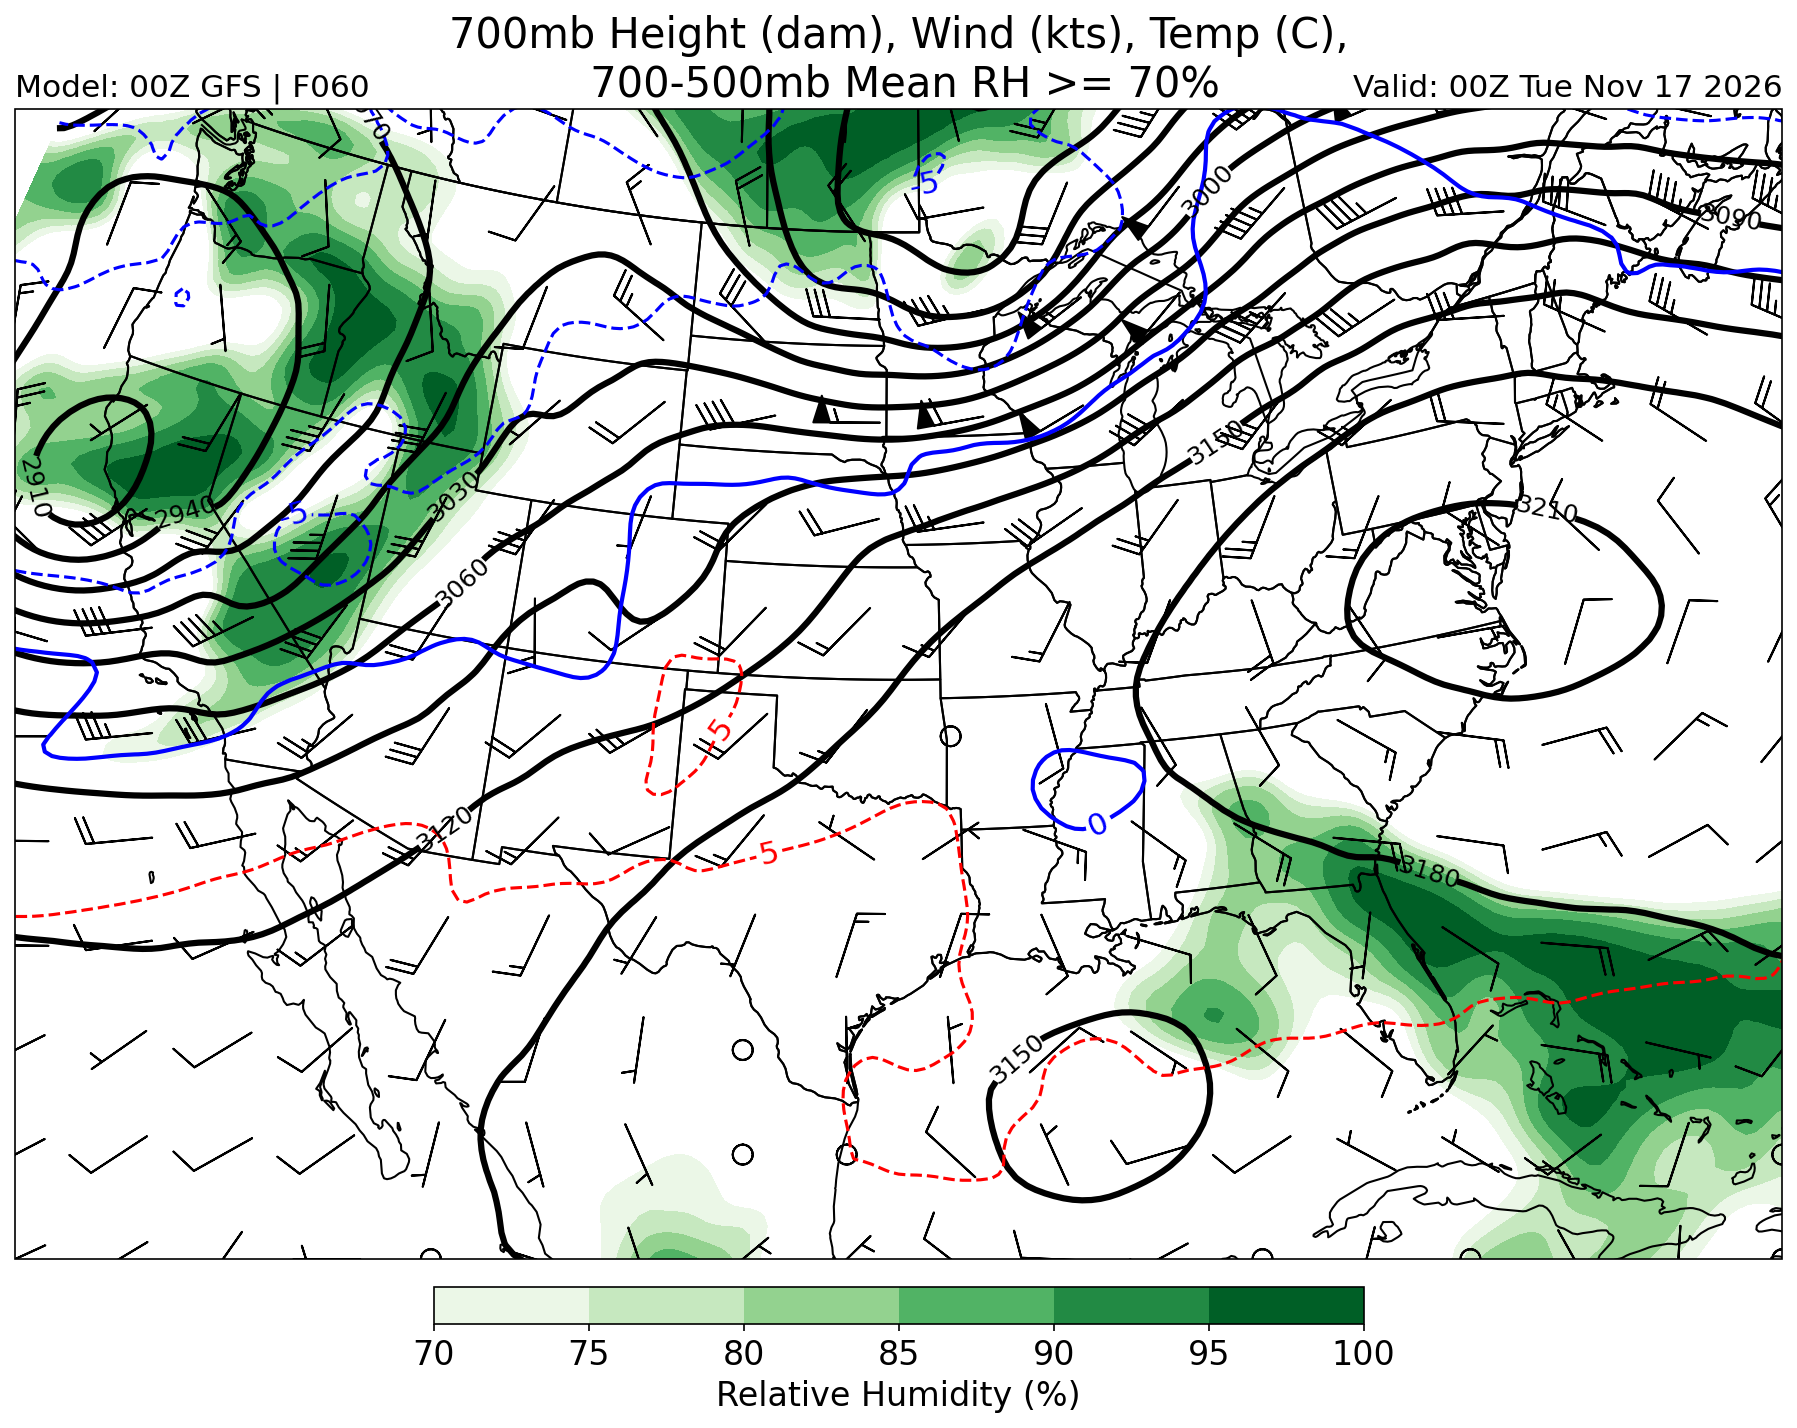 700mb Height (dam), Wind (kts), Temp (C),
700-500mb Mean RH >= 70%
Model: 00Z GFS | F060
Valid: 00Z Tue Nov 17 2026
3000
3090
-5
2910
2940
-5
3030
3150
3210
3060
5
3120
5
0
3180
3150
70 75 80 85 90 95 100
Relative Humidity (%)